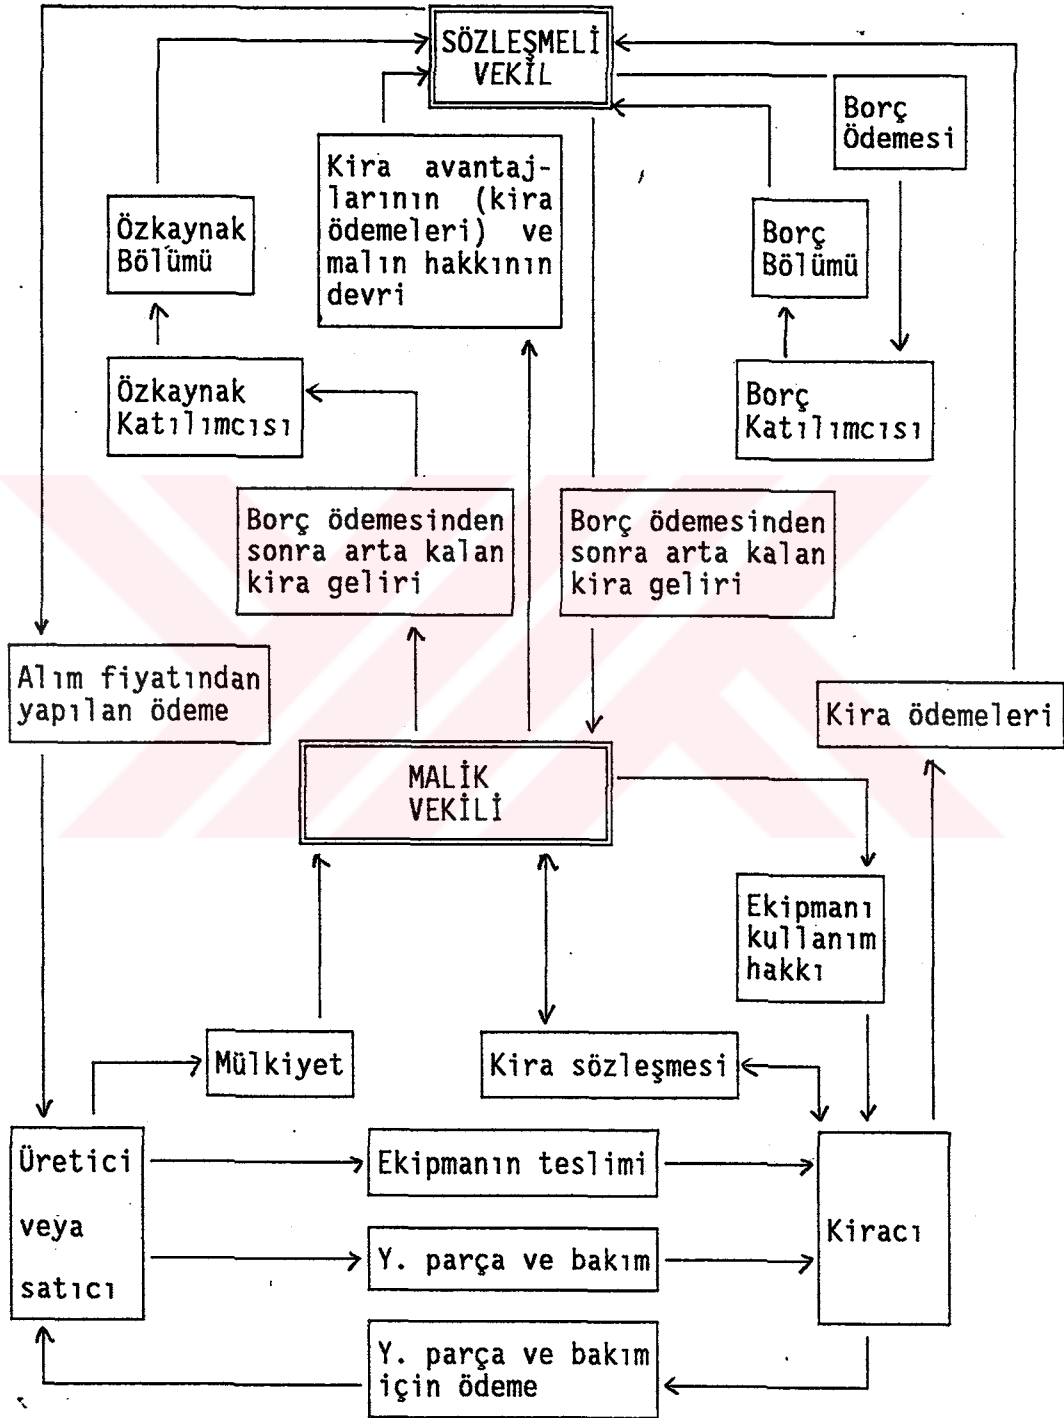 SÖZLEŞMELİ
VEKİL
Borç
Ödemesi
Kira avantaj-
larının (kira
ödemeleri) ve
malın hakkının
devri
Özkaynak
Bölümü
Borç
Bölümü
Özkaynak
Katılımcısı
Borç
Katılımcısı
Borç ödemesinden
sonra arta kalan
kira geliri
Borç ödemesinden
sonra arta kalan
kira geliri
Alım fiyatından
yapılan ödeme
Kira ödemeleri
MALİK
VEKİLİ
Ekipmanı
kullanım
hakkı
Mülkiyet
Kira sözleşmesi
Üretici
veya
satıcı
Ekipmanın teslimi
Kiracı
Y. parça ve bakım
Y. parça ve bakım
için ödeme